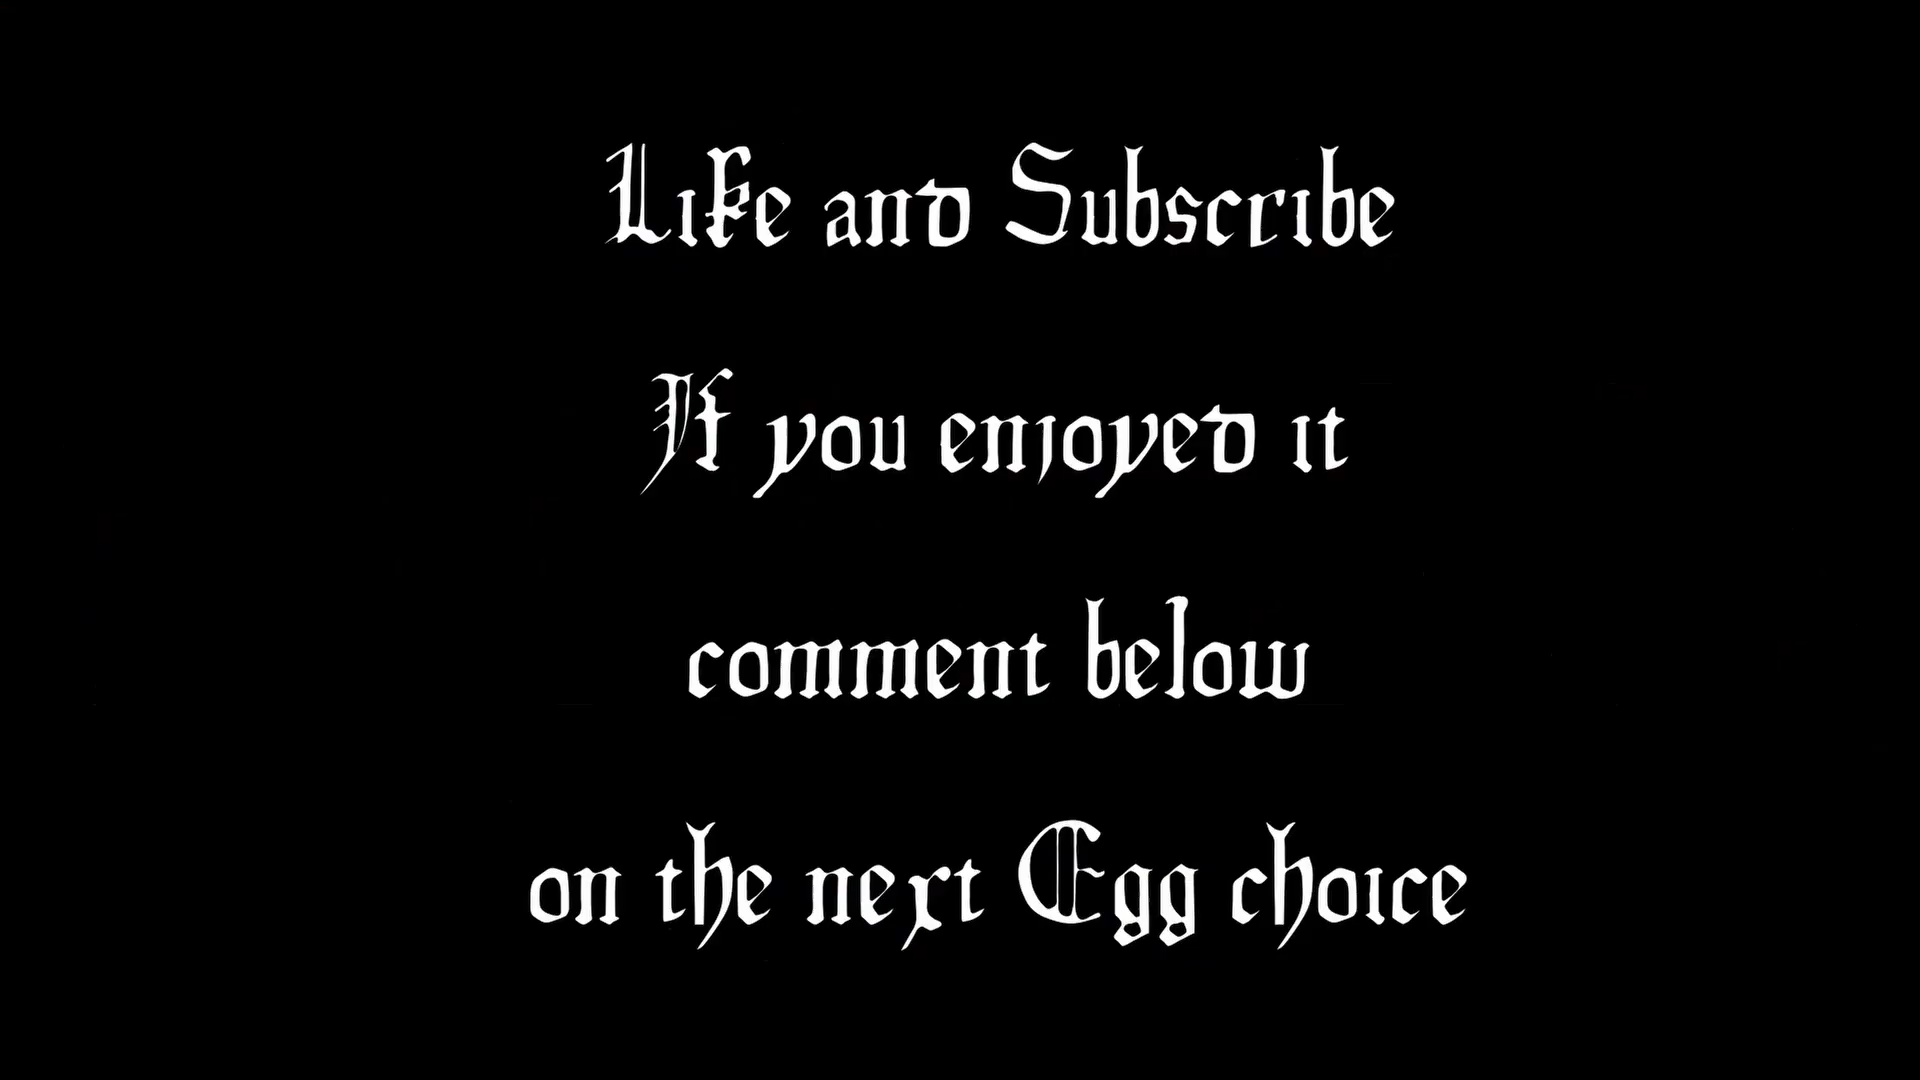 Like and Subscribe
If you enjoyed it
comment below
on the next Egg choice